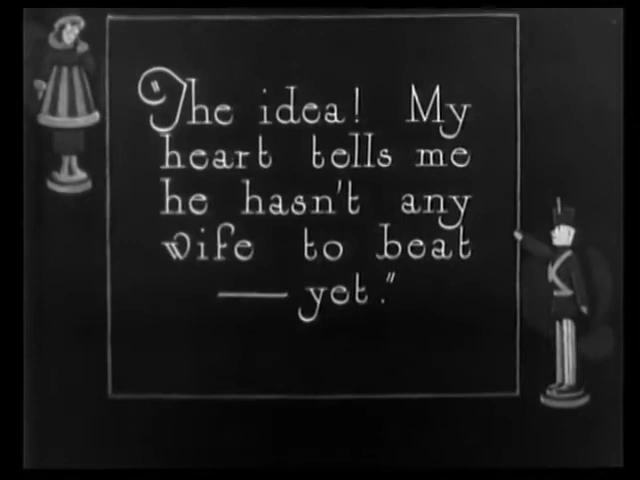 "The idea! My
heart tells me
he hasn't any
wife to beat
— yet."